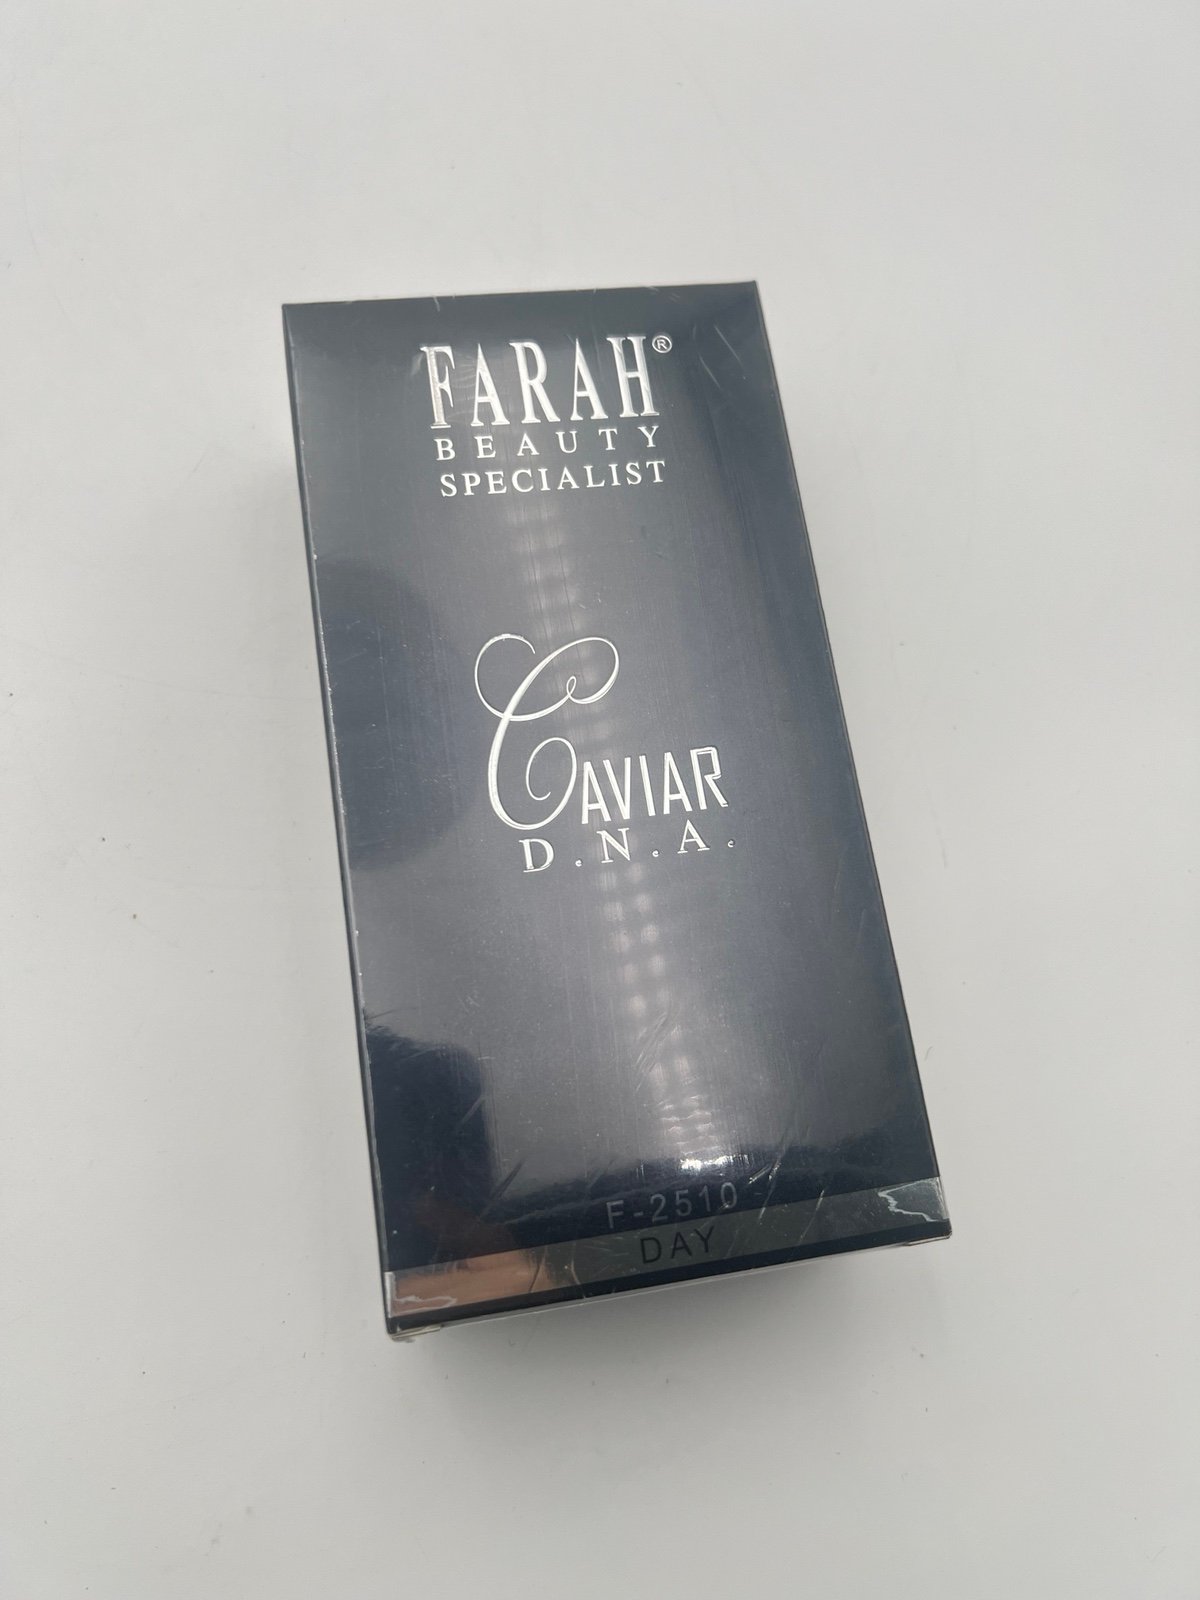 FARAH®
BEAUTY
SPECIALIST
CAVIAR
D.N.A.
F-2510
DAY